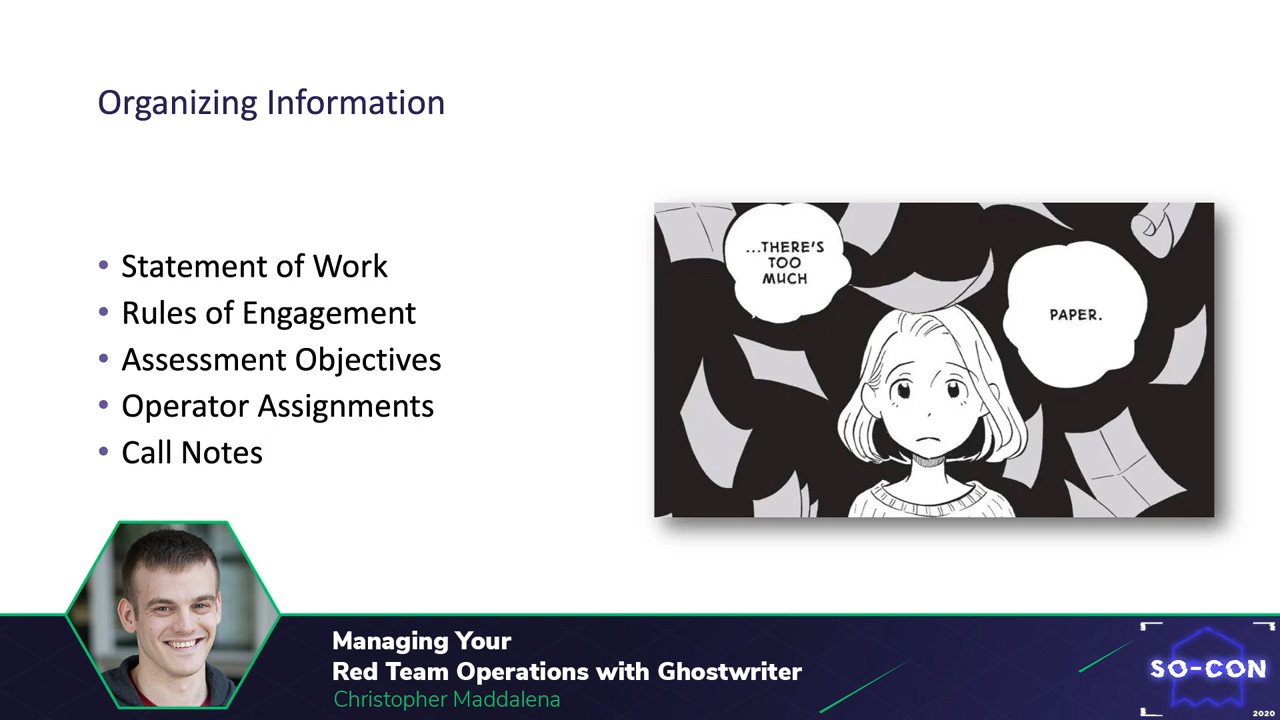 Organizing Information
• Statement of Work
• Rules of Engagement
• Assessment Objectives
• Operator Assignments
• Call Notes
...THERE'S
TOO
MUCH
PAPER.
Managing Your
Red Team Operations with Ghostwriter
Christopher Maddalena
SO-CON
2020